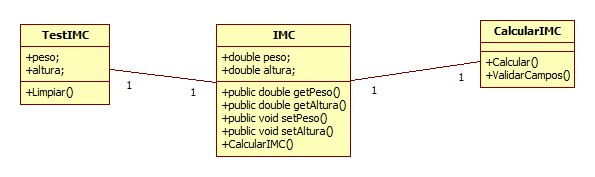 TestIMC
+peso;
+altura;
+Limpiar()
1
1
IMC
+double peso;
+double altura;
+public double getPeso()
+public double getAltura()
+public void setPeso()
+public void setAltura()
+CalcularIMC()
1
1
CalcularIMC
+Calcular()
+ValidarCampos()